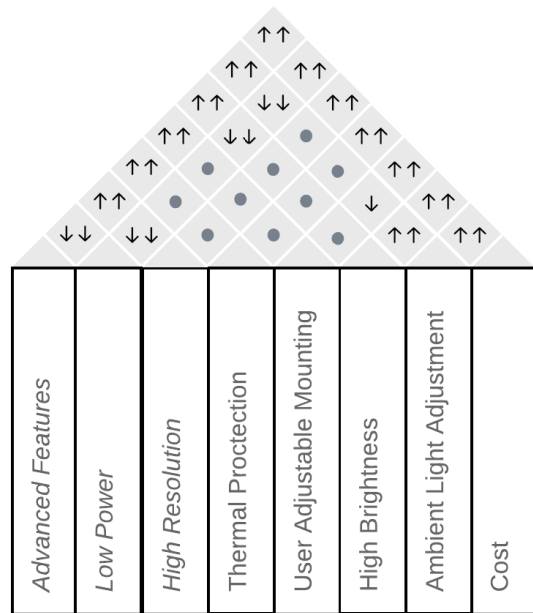 ↑↑
↑↑ ↑↑
↑↑ ↓↓ ↑↑
↑↑ ↓↓ ● ↑↑
↑↑ ● ● ● ↑↑
↑↑ ● ● ● ↓ ↑↑
↓↓ ↓↓ ● ● ● ↑↑ ↑↑
Advanced Features
Low Power
High Resolution
Thermal Proctection
User Adjustable Mounting
High Brightness
Ambient Light Adjustment
Cost